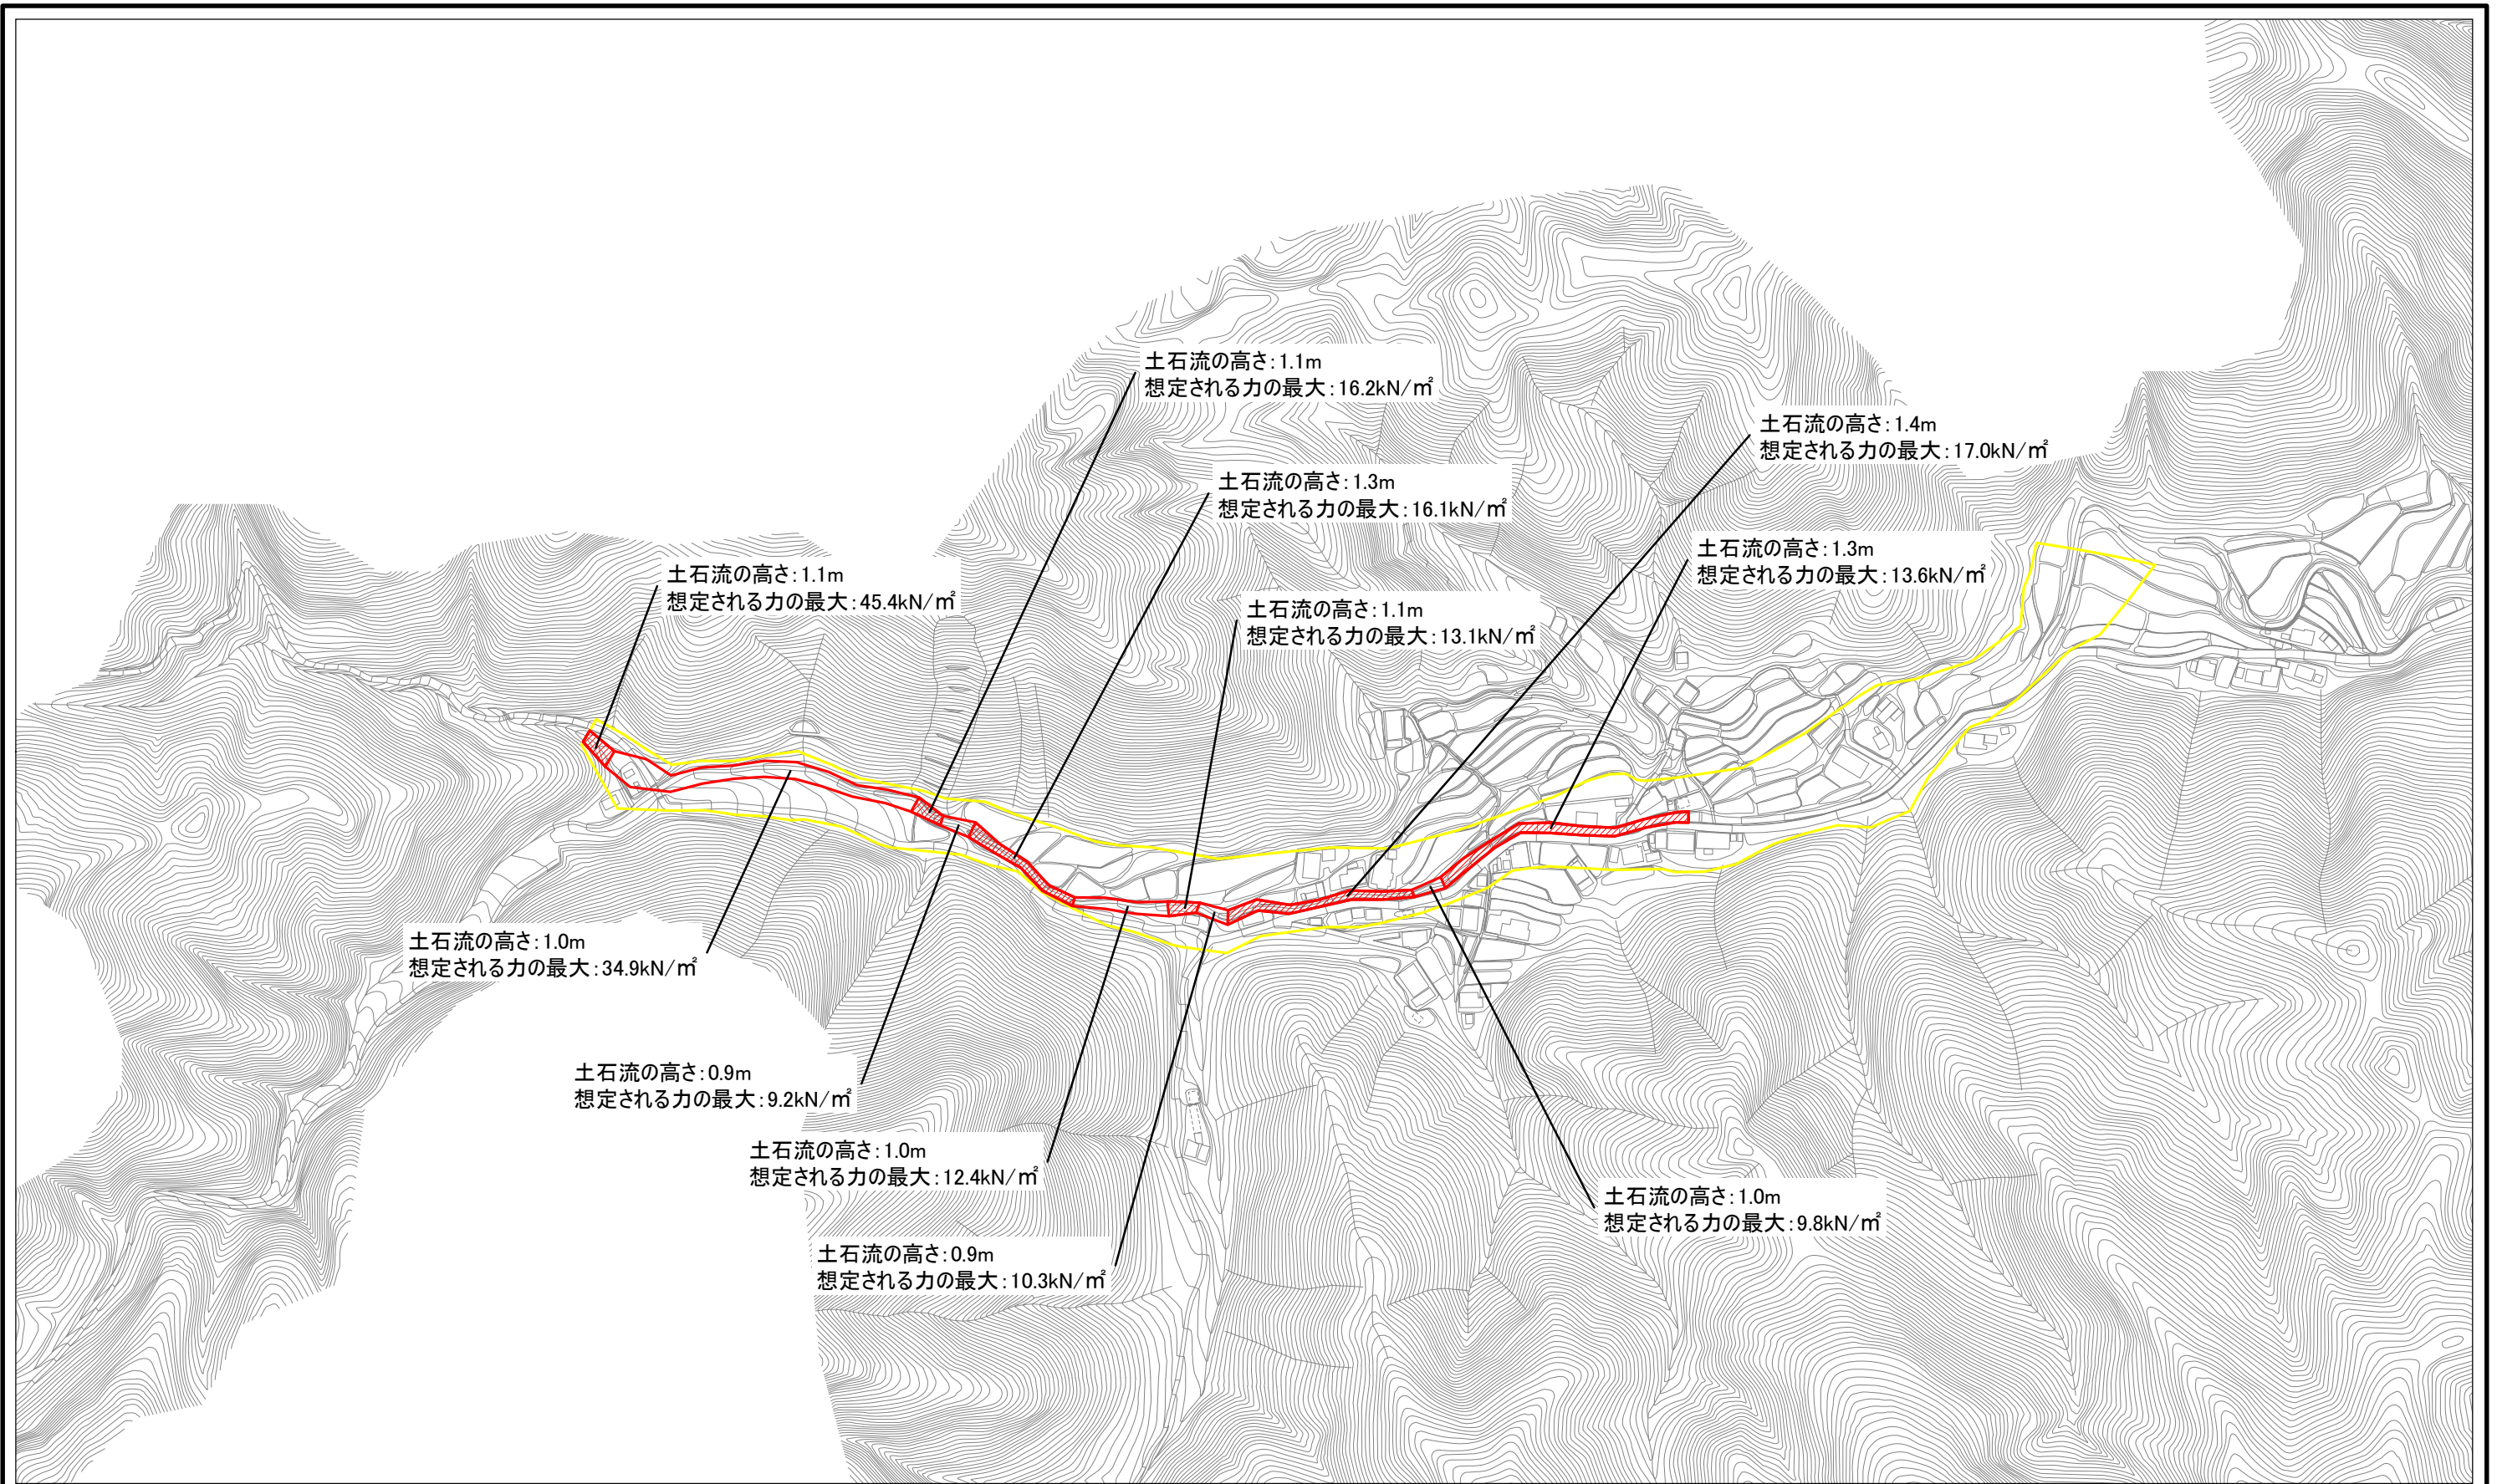 土石流の高さ:1.1m
想定される力の最大:16.2kN/㎡
土石流の高さ:1.4m
想定される力の最大:17.0kN/㎡
土石流の高さ:1.3m
想定される力の最大:16.1kN/㎡
土石流の高さ:1.3m
想定される力の最大:13.6kN/㎡
土石流の高さ:1.1m
想定される力の最大:45.4kN/㎡
土石流の高さ:1.1m
想定される力の最大:13.1kN/㎡
土石流の高さ:1.0m
想定される力の最大:34.9kN/㎡
土石流の高さ:0.9m
想定される力の最大:9.2kN/㎡
土石流の高さ:1.0m
想定される力の最大:12.4kN/㎡
土石流の高さ:1.0m
想定される力の最大:9.8kN/㎡
土石流の高さ:0.9m
想定される力の最大:10.3kN/㎡